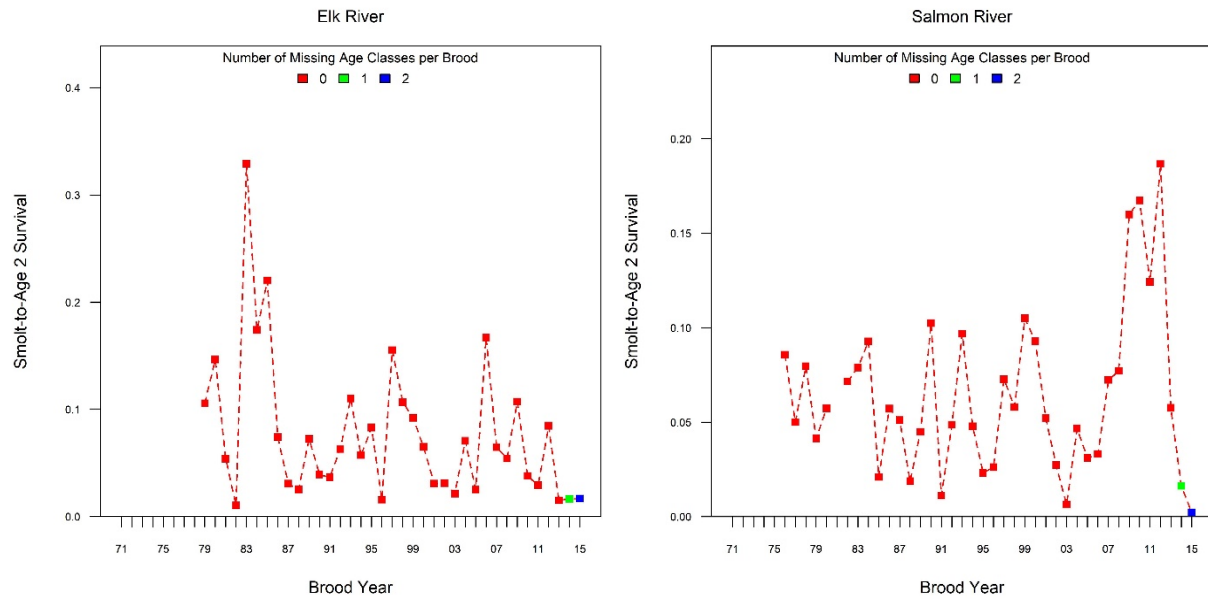 Elk River
Number of Missing Age Classes per Brood
0 1 2
Smolt-to-Age 2 Survival
0.4
0.3
0.2
0.1
0.0
71 75 79 83 87 91 95 99 03 07 11 15
Brood Year
Salmon River
Number of Missing Age Classes per Brood
0 1 2
Smolt-to-Age 2 Survival
0.20
0.15
0.10
0.05
0.00
71 75 79 83 87 91 95 99 03 07 11 15
Brood Year